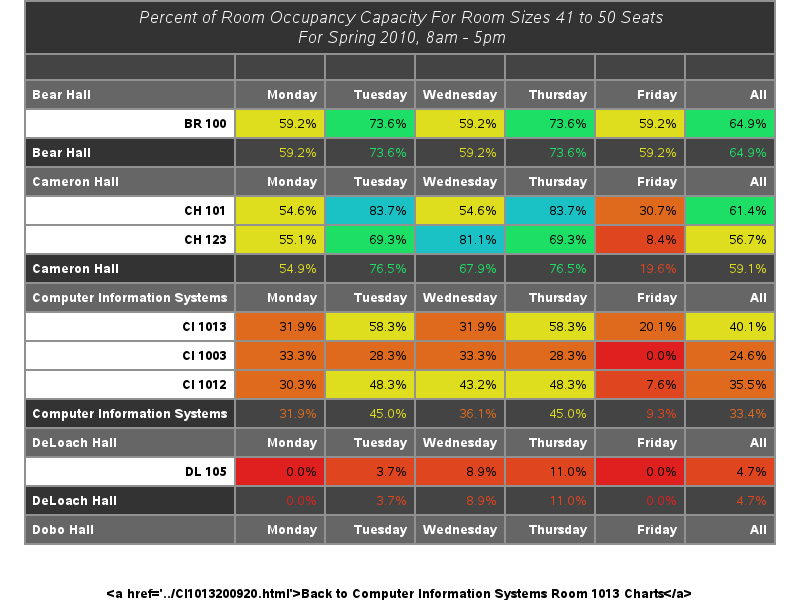 Percent of Room Occupancy Capacity For Room Sizes 41 to 50 Seats
For Spring 2010, 8am - 5pm
Bear Hall Monday Tuesday Wednesday Thursday Friday All
BR 100 59.2% 73.6% 59.2% 73.6% 59.2% 64.9%
Bear Hall 59.2% 73.6% 59.2% 73.6% 59.2% 64.9%
Cameron Hall Monday Tuesday Wednesday Thursday Friday All
CH 101 54.6% 83.7% 54.6% 83.7% 30.7% 61.4%
CH 123 55.1% 69.3% 81.1% 69.3% 8.4% 56.7%
Cameron Hall 54.9% 76.5% 67.9% 76.5% 19.6% 59.1%
Computer Information Systems Monday Tuesday Wednesday Thursday Friday All
CI 1013 31.9% 58.3% 31.9% 58.3% 20.1% 40.1%
CI 1003 33.3% 28.3% 33.3% 28.3% 0.0% 24.6%
CI 1012 30.3% 48.3% 43.2% 48.3% 7.6% 35.5%
Computer Information Systems 31.9% 45.0% 36.1% 45.0% 9.3% 33.4%
DeLoach Hall Monday Tuesday Wednesday Thursday Friday All
DL 105 0.0% 3.7% 8.9% 11.0% 0.0% 4.7%
DeLoach Hall 0.0% 3.7% 8.9% 11.0% 0.0% 4.7%
Dobo Hall Monday Tuesday Wednesday Thursday Friday All
<a href='../CI1013200920.html'>Back to Computer Information Systems Room 1013 Charts</a>